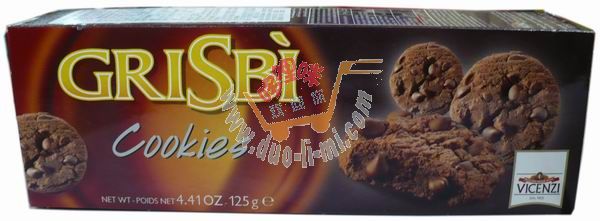 GRISBÌ
Cookies
www.duo-li-mi.com
NET WT - POIDS NET 4.41 OZ - 125 g e
VICENZI